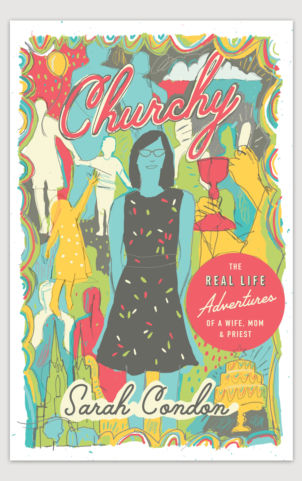 Churchy
THE
REAL LIFE
Adventures
OF A WIFE, MOM
& PRIEST
Sarah Condon